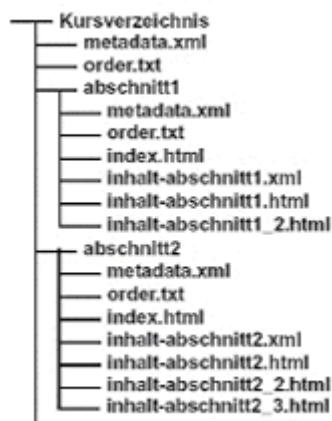 Kursverzeichnis
metadata.xml
order.txt
abschnitt1
metadata.xml
order.txt
index.html
inhalt-abschnitt1.xml
inhalt-abschnitt1.html
inhalt-abschnitt1_2.html
abschnitt2
metadata.xml
order.txt
index.html
inhalt-abschnitt2.xml
inhalt-abschnitt2.html
inhalt-abschnitt2_2.html
inhalt-abschnitt2_3.html